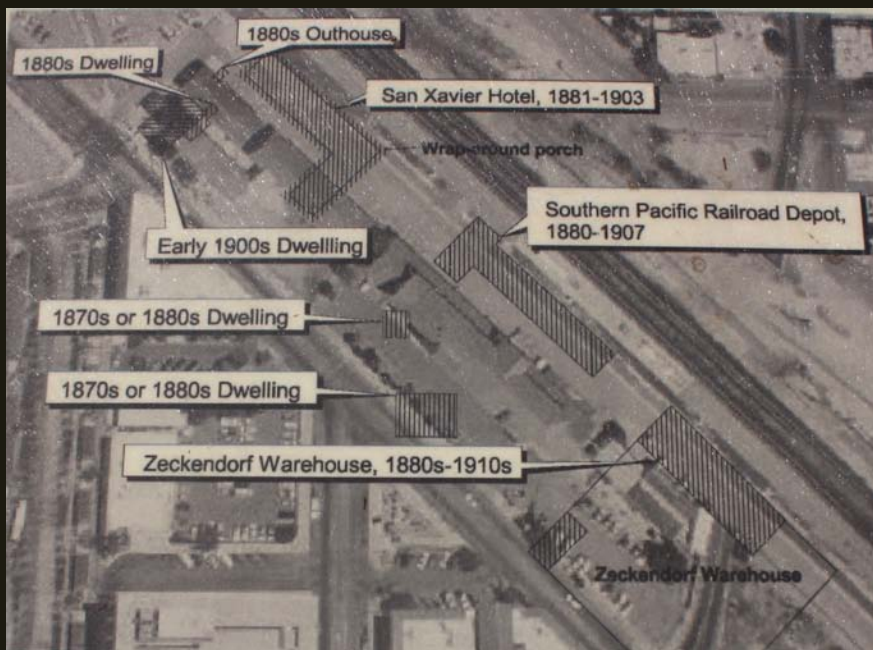 1880s Outhouse
1880s Dwelling
San Xavier Hotel, 1881-1903
Wrap-around porch
Southern Pacific Railroad Depot,
1880-1907
Early 1900s Dwellling
1870s or 1880s Dwelling
1870s or 1880s Dwelling
Zeckendorf Warehouse, 1880s-1910s
Zeckendorf Warehouse